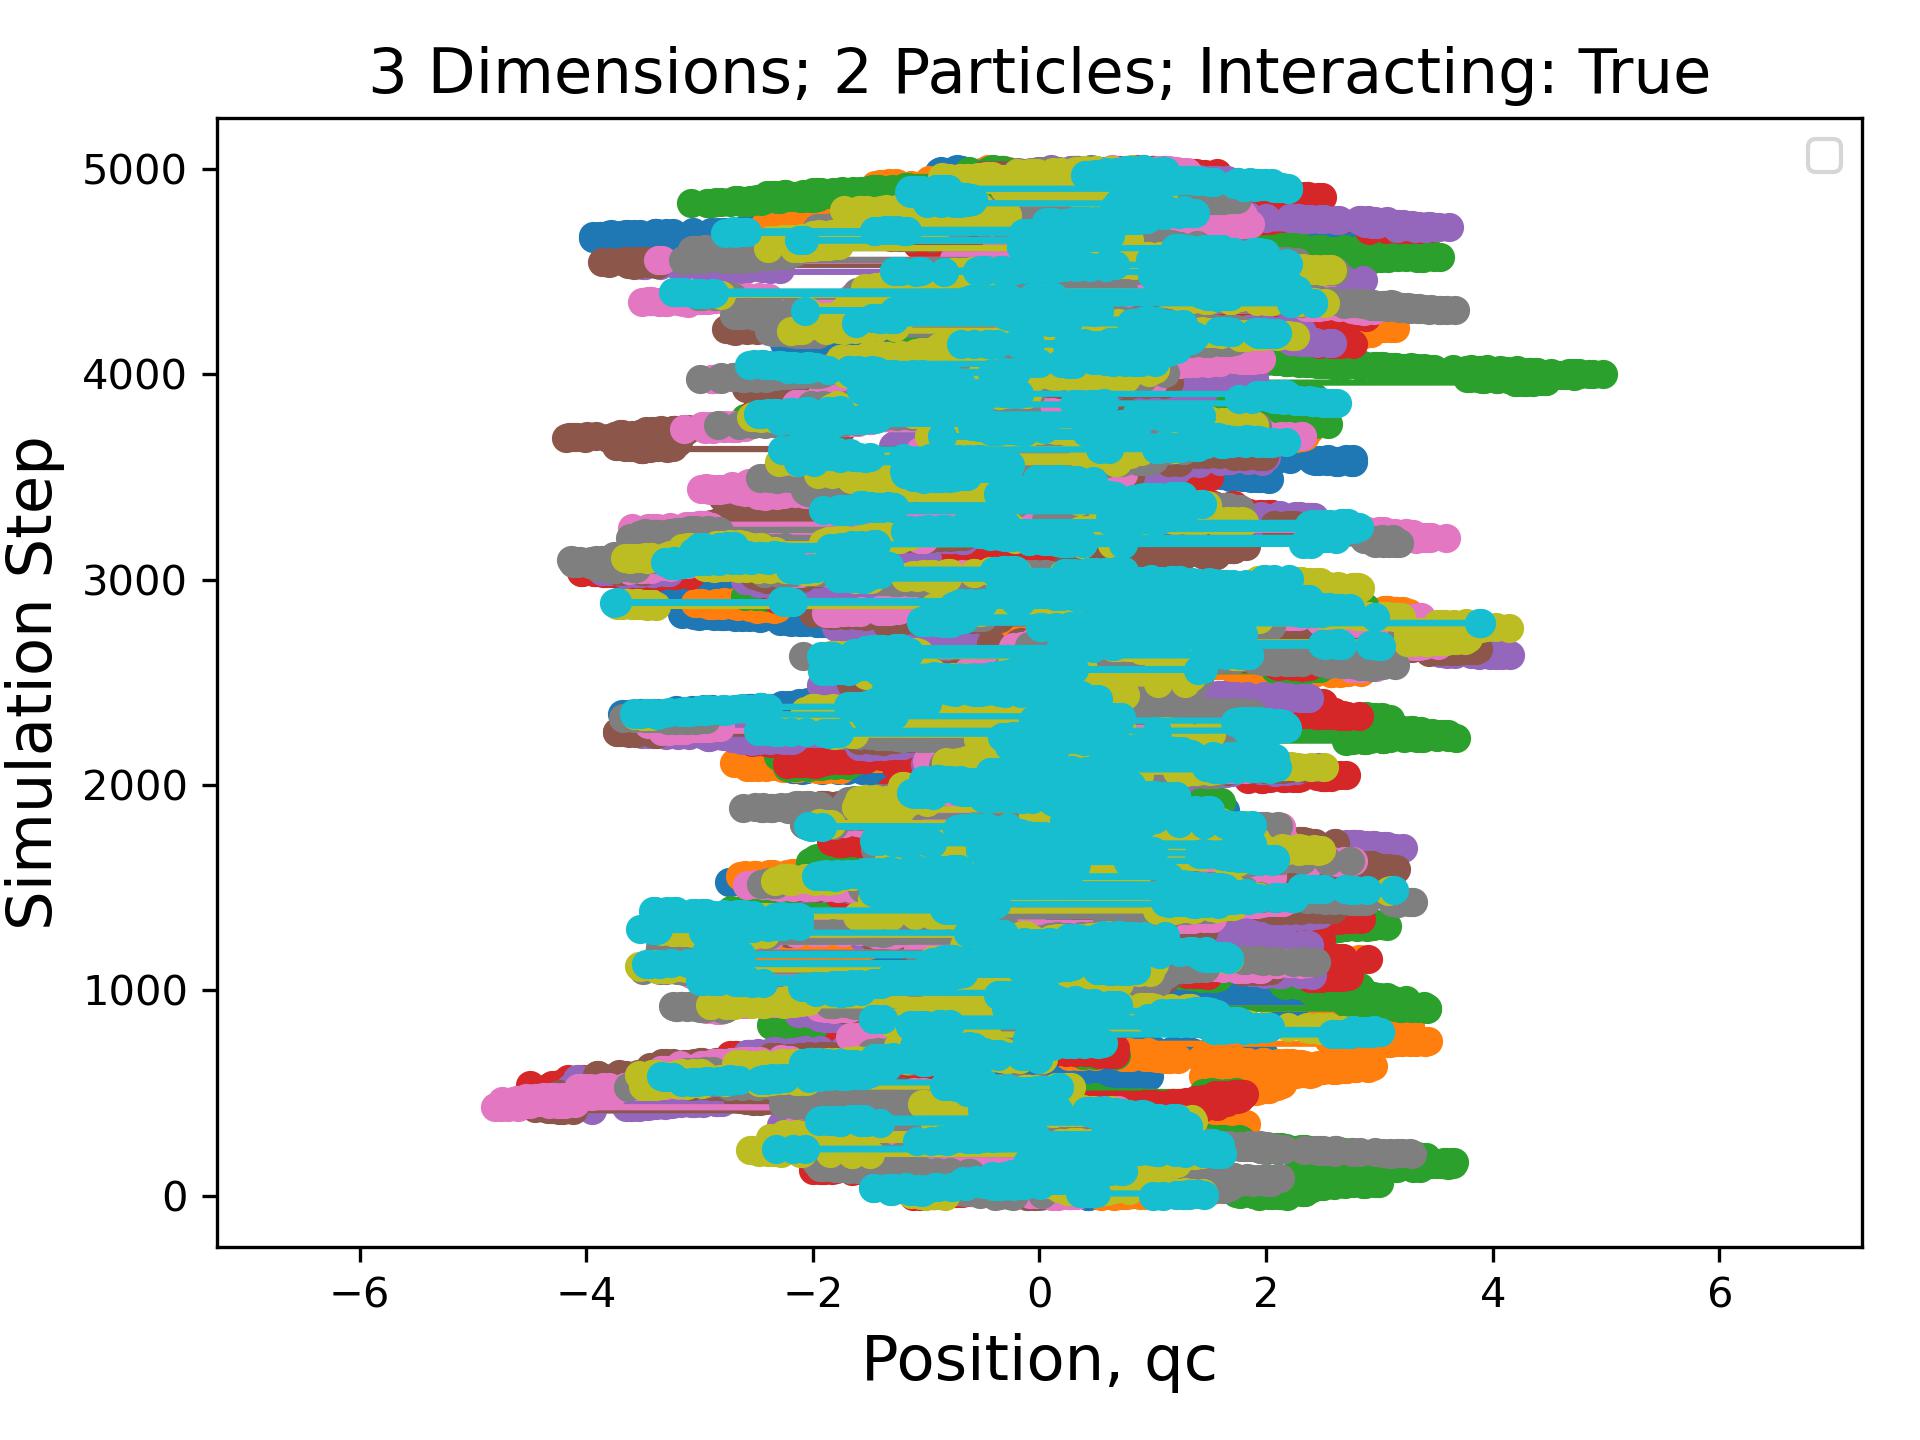 3 Dimensions; 2 Particles; Interacting: True
Simulation Step
5000
4000
3000
2000
1000
0
−6 −4 −2 0 2 4 6
Position, qc